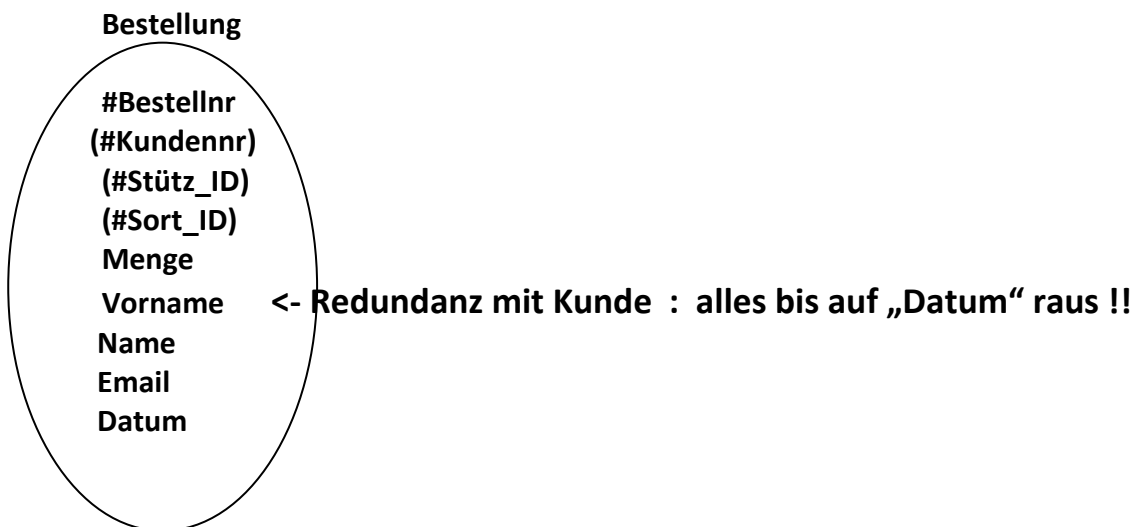 Bestellung
#Bestellnr
(#Kundennr)
(#Stütz_ID)
(#Sort_ID)
Menge
Vorname <- Redundanz mit Kunde : alles bis auf „Datum“ raus !!
Name
Email
Datum